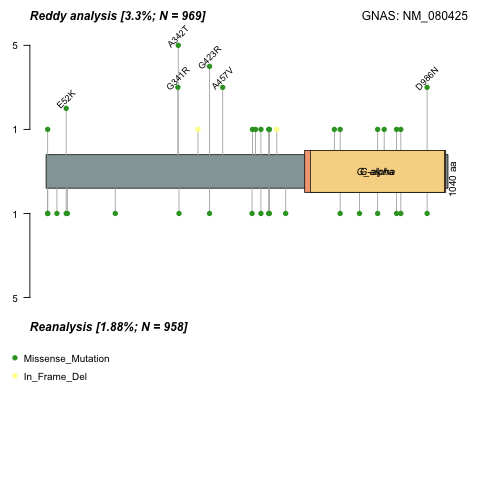 Reddy analysis [3.3%; N = 969]
GNAS: NM_080425
5
A342T
G423R
G341R
A457V
D986N
E52K
1
G_alpha
1040 aa
1
5
Reanalysis [1.88%; N = 958]
Missense_Mutation
In_Frame_Del